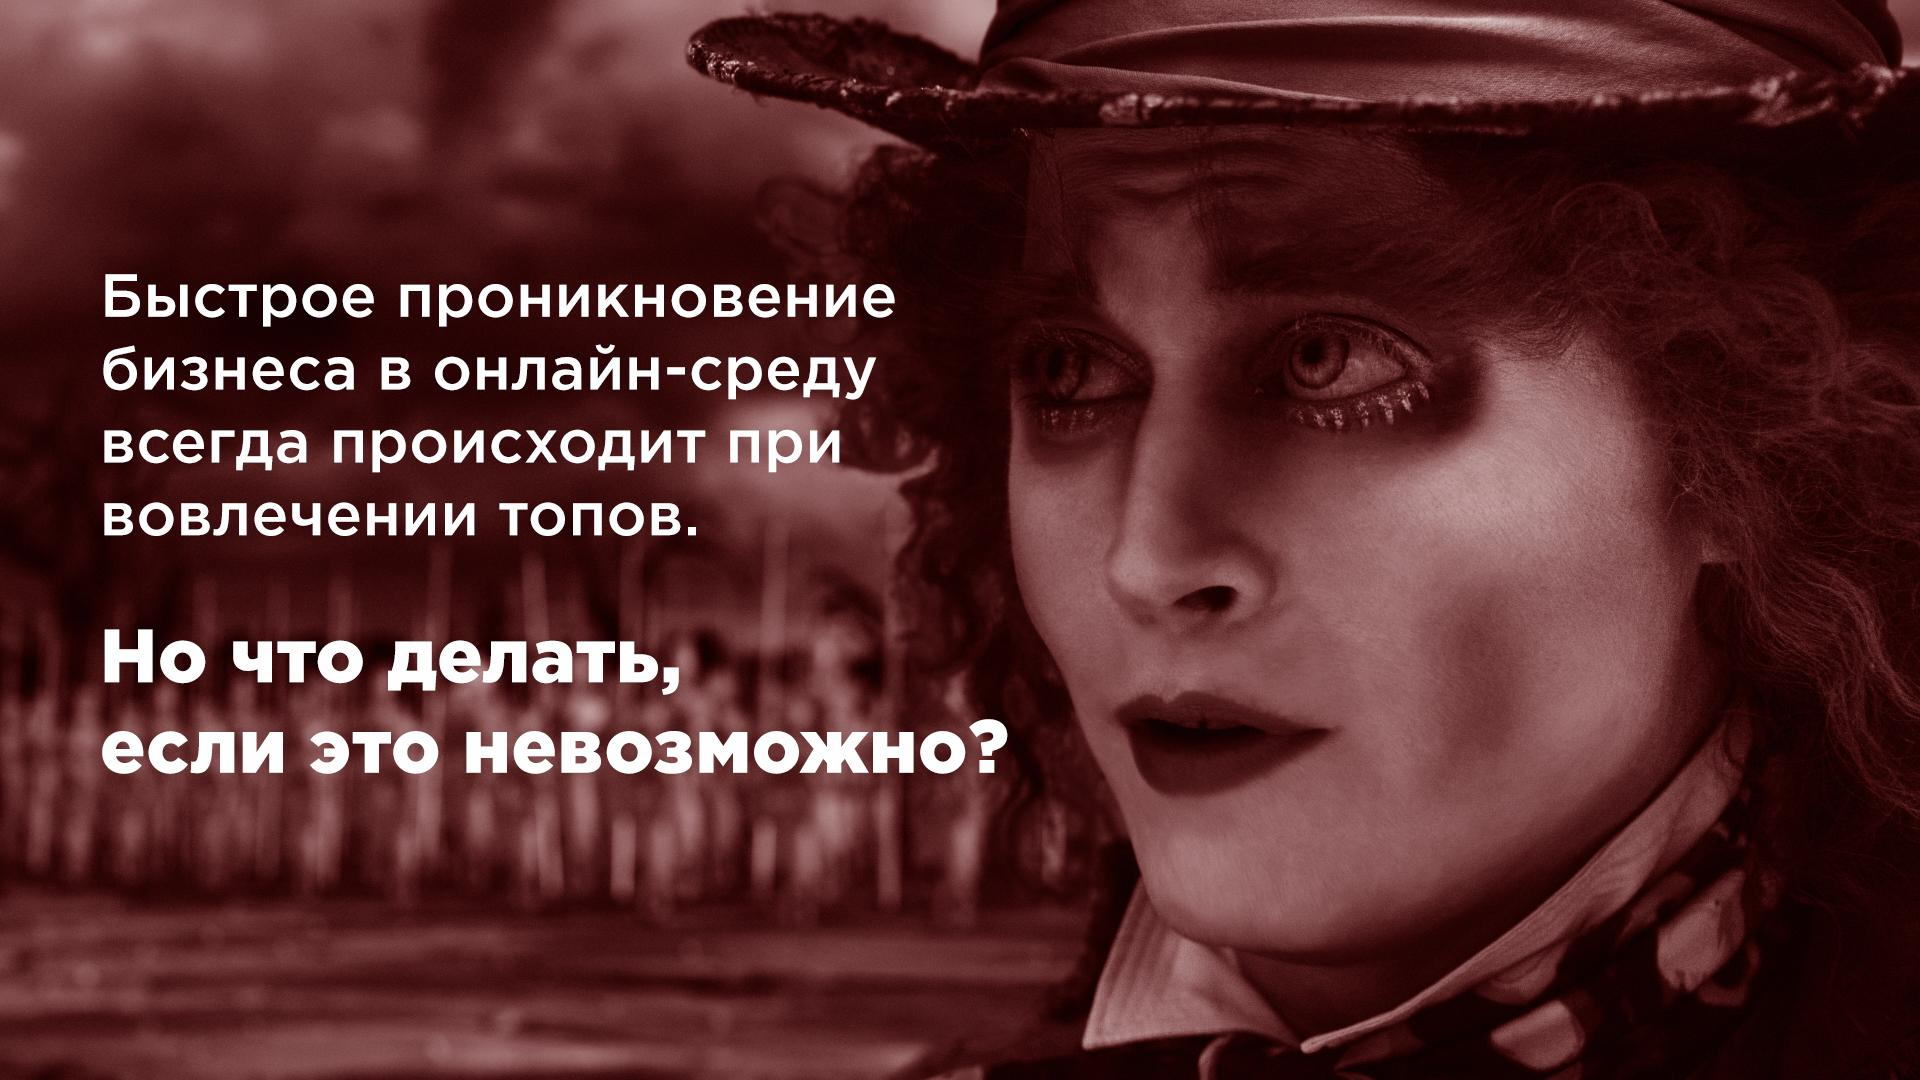 Быстрое проникновение
бизнеса в онлайн-среду
всегда происходит при
вовлечении топов.
Но что делать,
если это невозможно?